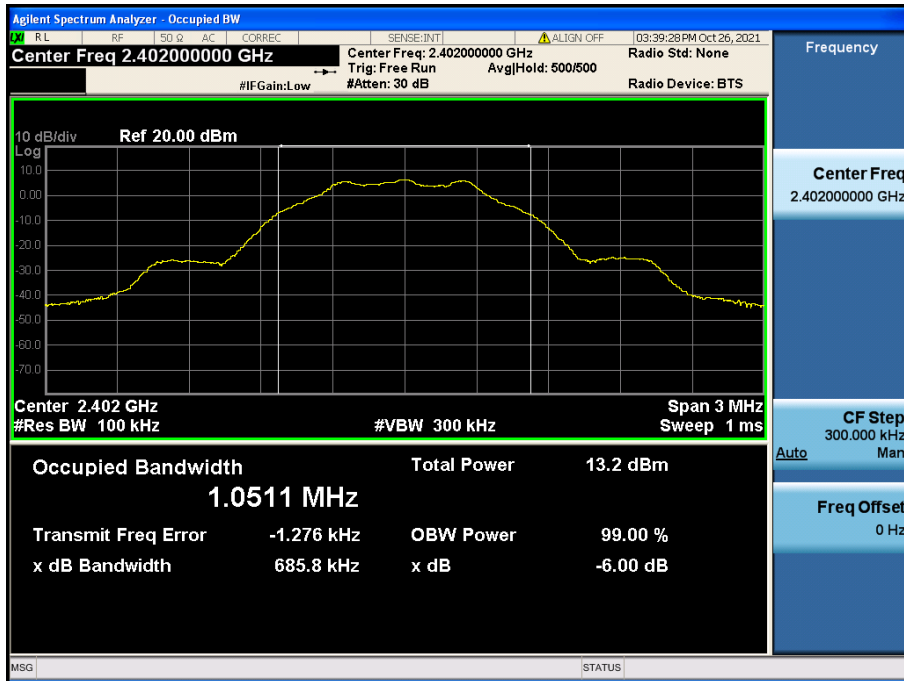 Agilent Spectrum Analyzer - Occupied BW
LXI RL RF 50 Ω AC CORREC SENSE:INT ALIGN OFF 03:39:28 PM Oct 26, 2021
Center Freq 2.402000000 GHz
Center Freq: 2.402000000 GHz
Radio Std: None
Trig: Free Run Avg|Hold: 500/500
#IFGain:Low
#Atten: 30 dB
Radio Device: BTS
10 dB/div Ref 20.00 dBm
Log
10.0
0.00
-10.0
-20.0
-30.0
-40.0
-50.0
-60.0
-70.0
Center 2.402 GHz Span 3 MHz
#Res BW 100 kHz #VBW 300 kHz Sweep 1 ms
Occupied Bandwidth Total Power 13.2 dBm
1.0511 MHz
Transmit Freq Error -1.276 kHz OBW Power 99.00 %
x dB Bandwidth 685.8 kHz x dB -6.00 dB
MSG STATUS
Frequency
Center Freq
2.402000000 GHz
CF Step
300.000 kHz
Auto Man
Freq Offset
0 Hz